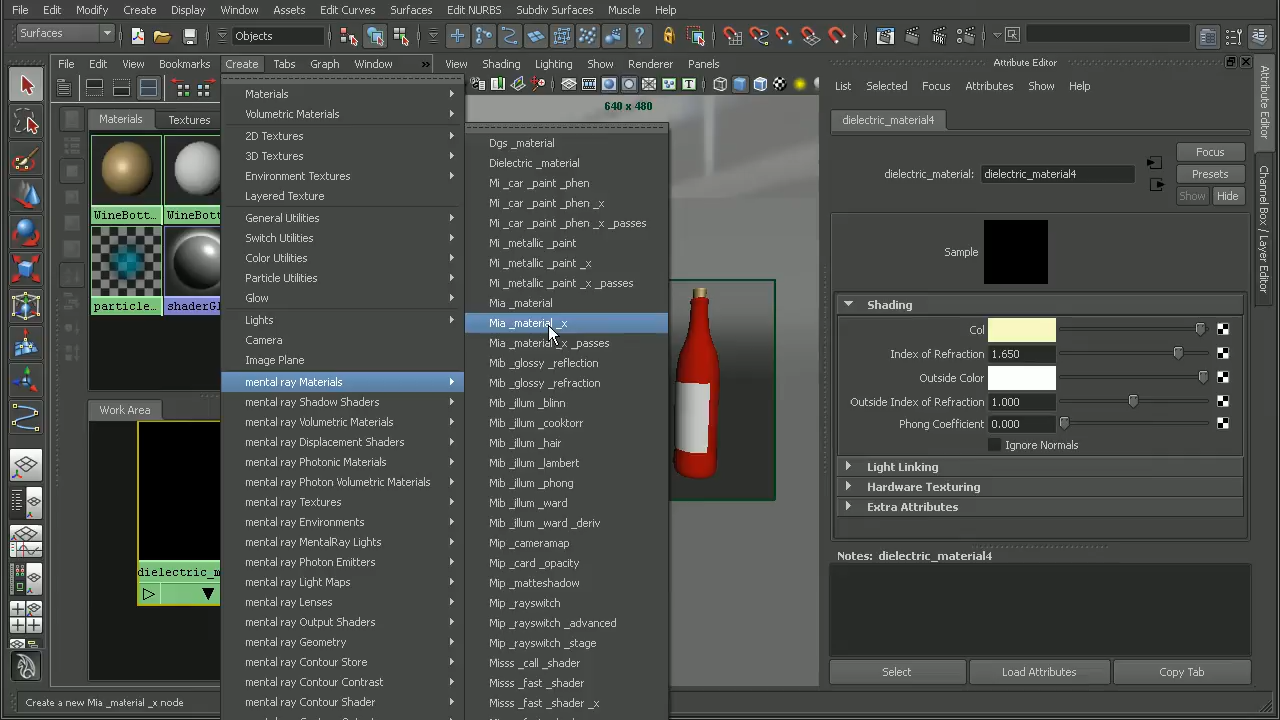 File Edit Modify Create Display Window Assets Edit Curves Surfaces Edit NURBS Subdiv Surfaces Muscle Help
Surfaces
Objects
File Edit View Bookmarks Create Tabs Graph Window »
View Shading Lighting Show Renderer Panels
640 x 480
Materials
Textures
WineBott...
WineBott
particle...
shaderGl
Work Area
dielectric_m
Materials
Volumetric Materials
2D Textures
3D Textures
Environment Textures
Layered Texture
General Utilities
Switch Utilities
Color Utilities
Particle Utilities
Glow
Lights
Camera
Image Plane
mental ray Materials
mental ray Shadow Shaders
mental ray Volumetric Materials
mental ray Displacement Shaders
mental ray Photonic Materials
mental ray Photon Volumetric Materials
mental ray Textures
mental ray Environments
mental ray MentalRay Lights
mental ray Photon Emitters
mental ray Light Maps
mental ray Lenses
mental ray Output Shaders
mental ray Geometry
mental ray Contour Store
mental ray Contour Contrast
mental ray Contour Shader
Dgs _material
Dielectric _material
Mi _car _paint _phen
Mi _car _paint _phen _x
Mi _car _paint _phen _x _passes
Mi _metallic _paint
Mi _metallic _paint _x
Mi _metallic _paint _x _passes
Mia _material
Mia _material _x
Mia _material _x _passes
Mib _glossy _reflection
Mib _glossy _refraction
Mib _illum _blinn
Mib _illum _cooktorr
Mib _illum _hair
Mib _illum _lambert
Mib _illum _phong
Mib _illum _ward
Mib _illum _ward _deriv
Mip _cameramap
Mip _card _opacity
Mip _matteshadow
Mip _rayswitch
Mip _rayswitch _advanced
Mip _rayswitch _stage
Misss _call _shader
Misss _fast _shader
Misss _fast _shader _x
Attribute Editor
List Selected Focus Attributes Show Help
dielectric_material4
Focus
dielectric_material: dielectric_material4
Presets
Show Hide
Sample
Shading
Col
Index of Refraction 1.650
Outside Color
Outside Index of Refraction 1.000
Phong Coefficient 0.000
Ignore Normals
Light Linking
Hardware Texturing
Extra Attributes
Notes: dielectric_material4
Select
Load Attributes
Copy Tab
Attribute Editor
Channel Box / Layer Editor
Create a new Mia _material _x node